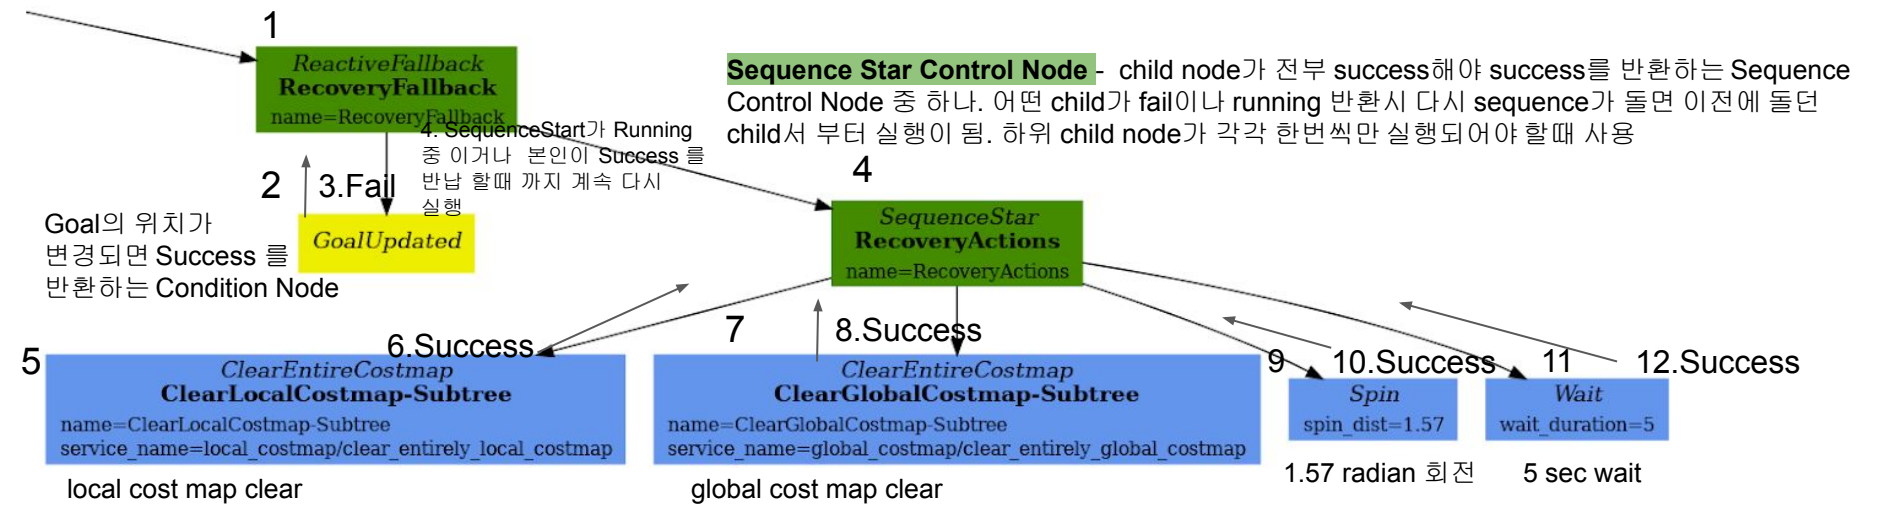 1
ReactiveFallback
RecoveryFallback
name=RecoveryFallback
Sequence Star Control Node - child node가 전부 success해야 success를 반환하는 Sequence
Control Node 중 하나. 어떤 child가 fail이나 running 반환시 다시 sequence가 돌면 이전에 돌던
child서 부터 실행이 됨. 하위 child node가 각각 한번씩만 실행되어야 할때 사용
4. SequenceStart가 Running
중 이거나 본인이 Success 를
반납 할때 까지 계속 다시
실행
2
3.Fail
4
Goal의 위치가
변경되면 Success 를
반환하는 Condition Node
GoalUpdated
SequenceStar
RecoveryActions
name=RecoveryActions
5
6.Success
7
8.Success
9
10.Success
11
12.Success
ClearEntireCostmap
ClearLocalCostmap-Subtree
name=ClearLocalCostmap-Subtree
service_name=local_costmap/clear_entirely_local_costmap
ClearEntireCostmap
ClearGlobalCostmap-Subtree
name=ClearGlobalCostmap-Subtree
service_name=global_costmap/clear_entirely_global_costmap
Spin
spin_dist=1.57
Wait
wait_duration=5
local cost map clear
global cost map clear
1.57 radian 회전
5 sec wait